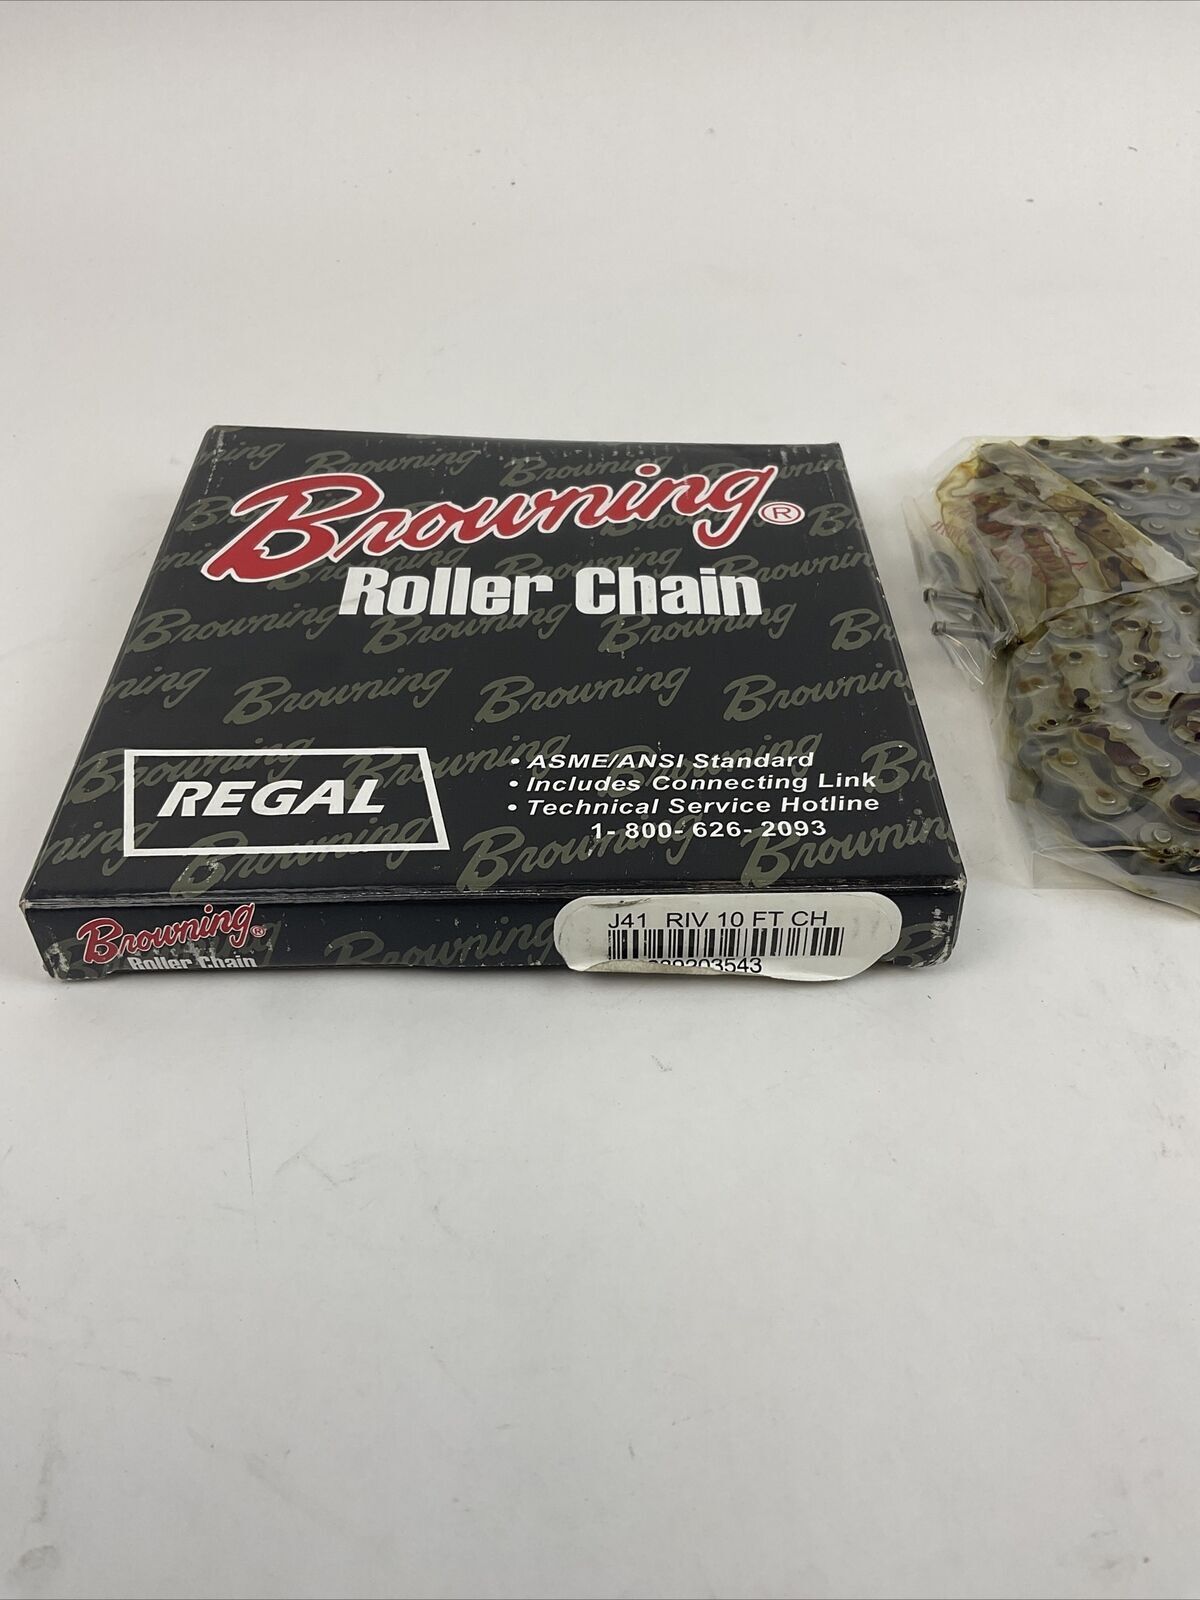 Browning®
Roller Chain
REGAL
• ASME/ANSI Standard
• Includes Connecting Link
• Technical Service Hotline
1-800-626-2093
Browning®
Roller Chain
J41 RIV 10 FT CH